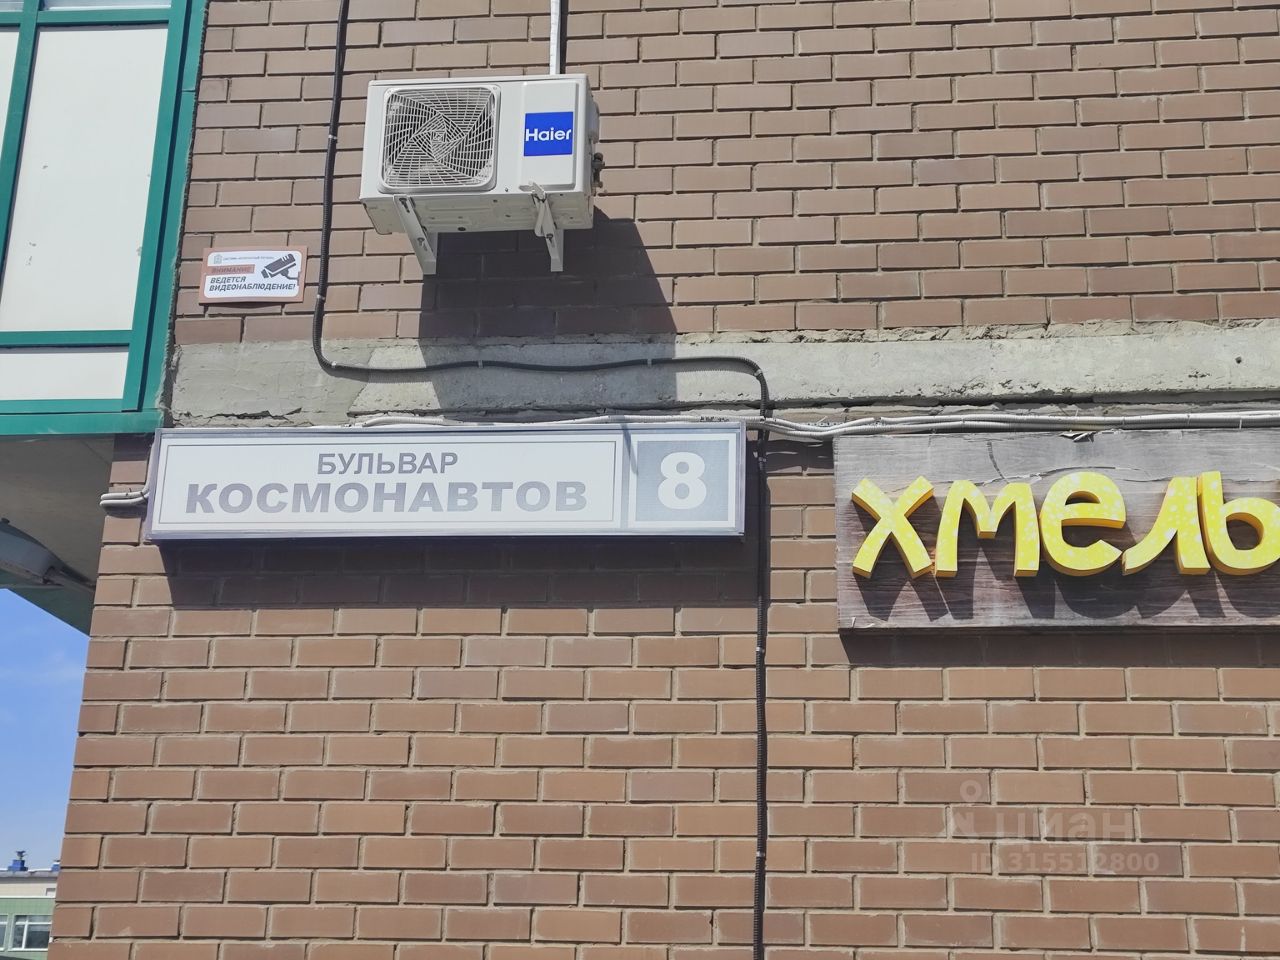 Haier
ВНИМАНИЕ
ВЕДЕТСЯ
ВИДЕОНАБЛЮДЕНИЕ!
БУЛЬВАР
КОСМОНАВТОВ 8
хмель
циан
ID 315512800